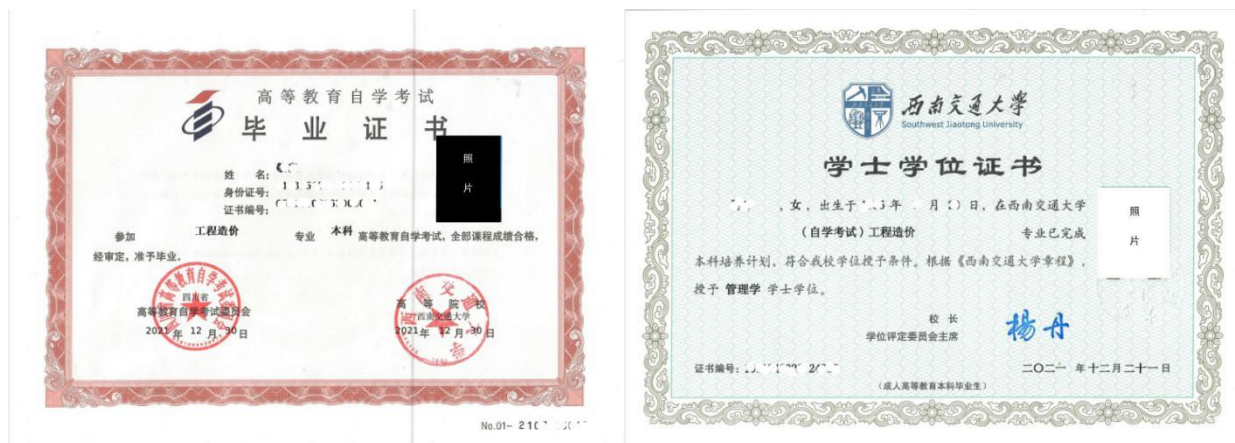 高等教育自学考试
毕业证书
照
片
姓 名:
身份证号:
证书编号:
参加 工程造价 专业 本科 高等教育自学考试,全部课程成绩合格,
经审定,准予毕业。
四川省
高等教育自学考试委员会
2021 年 12 月 30 日
高等院校
西南交通大学
2021 年 12 月 30 日
No.01-
西南交通大学
Southwest Jiaotong University
学士学位证书
照
片
,女,出生于 年 月 日,在西南交通大学
(自学考试)工程造价 专业已完成
本科培养计划,符合我校学位授予条件。根据《西南交通大学章程》,
授予 管理学 学士学位。
校 长
学位评定委员会主席
楊丹
证书编号:
二〇二一 年十二月二十一日
(成人高等教育本科毕业生)